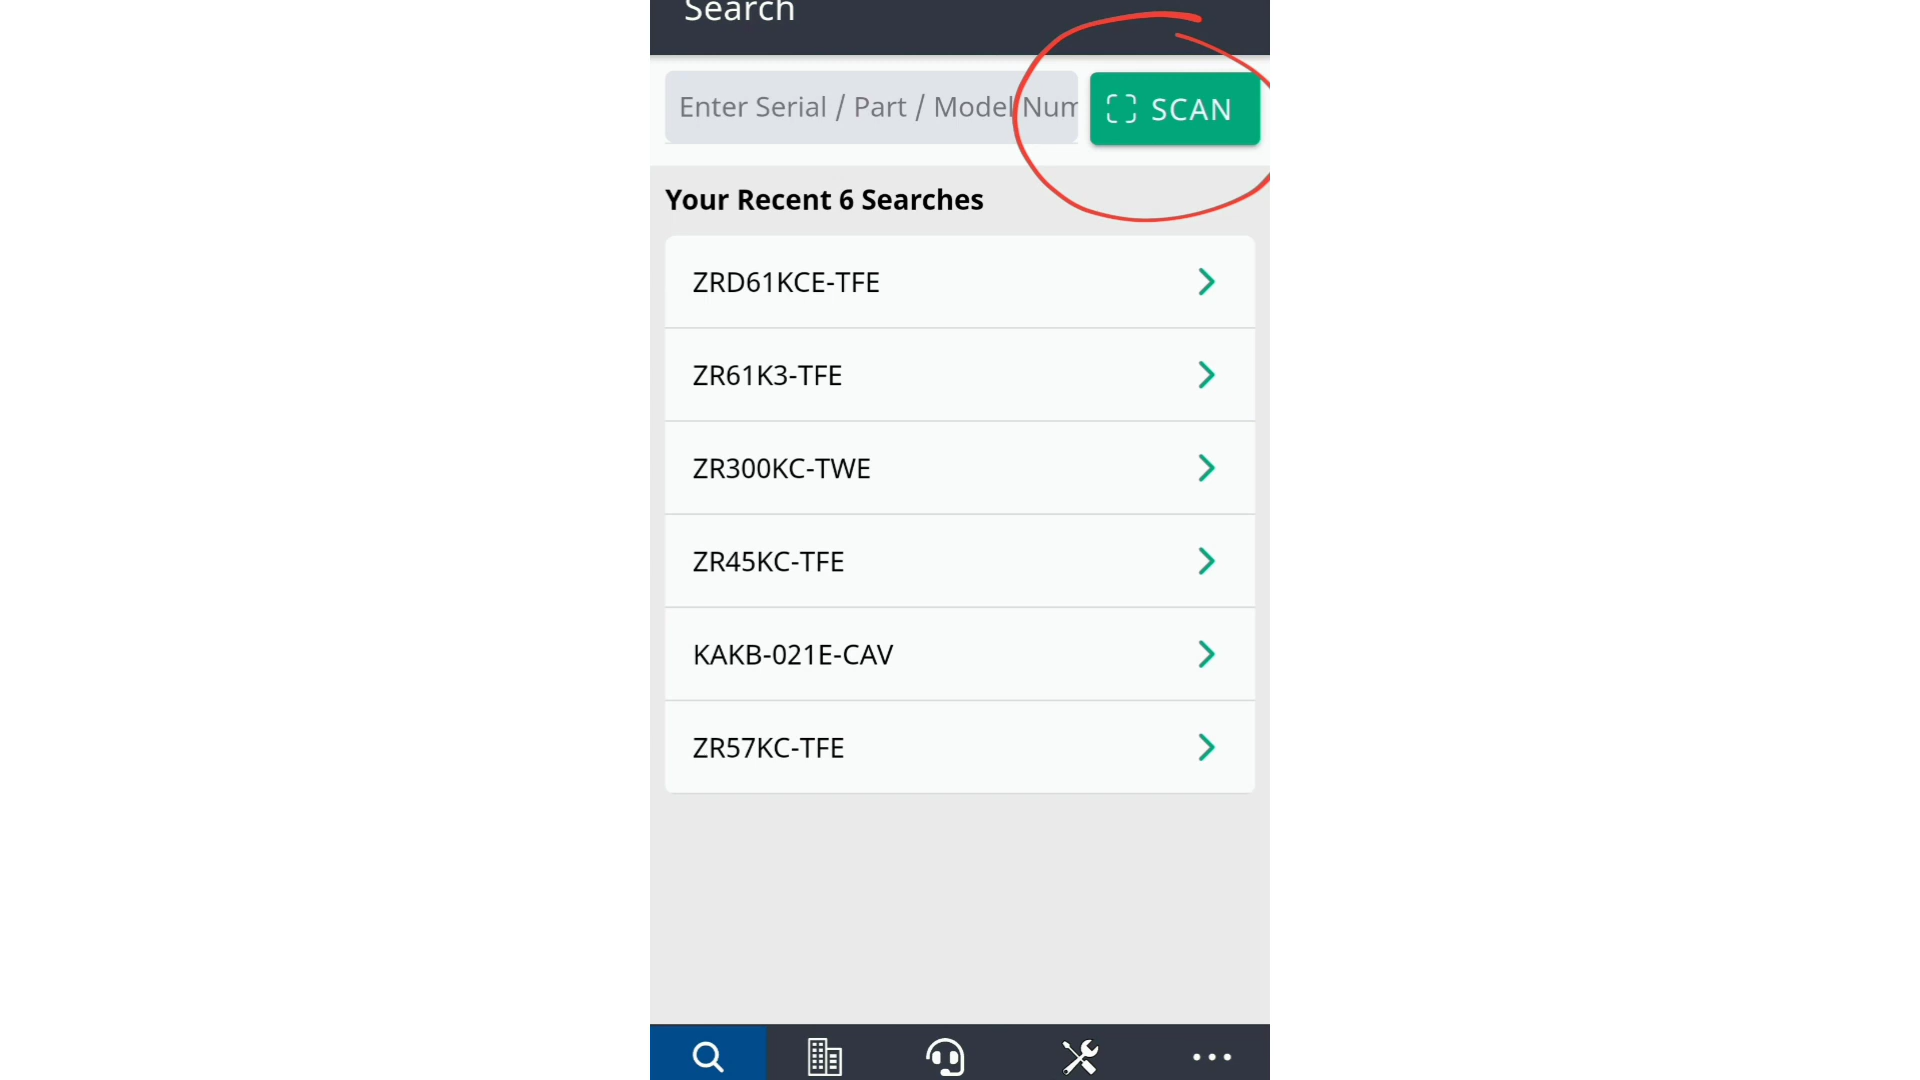 Search
Enter Serial / Part / Model Num
SCAN
Your Recent 6 Searches
ZRD61KCE-TFE
ZR61K3-TFE
ZR300KC-TWE
ZR45KC-TFE
KAKB-021E-CAV
ZR57KC-TFE